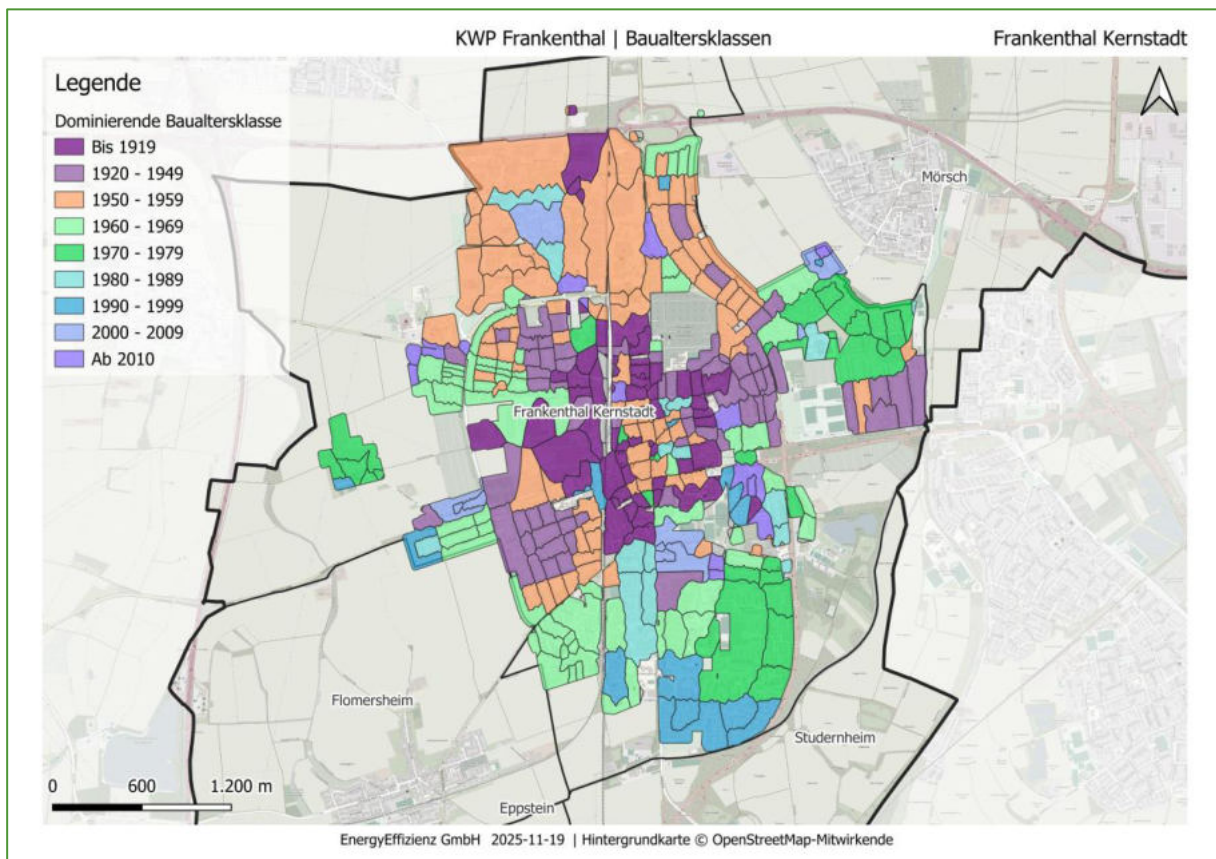 KWP Frankenthal | Baualtersklassen
Frankenthal Kernstadt
Legende
Dominierende Baualtersklasse
Bis 1919
1920 - 1949
1950 - 1959
1960 - 1969
1970 - 1979
1980 - 1989
1990 - 1999
2000 - 2009
Ab 2010
Mörsch
Frankenthal Kernstadt
Flomersheim
Studernheim
Eppstein
0 600 1.200 m
EnergyEffizienz GmbH 2025-11-19 | Hintergrundkarte © OpenStreetMap-Mitwirkende